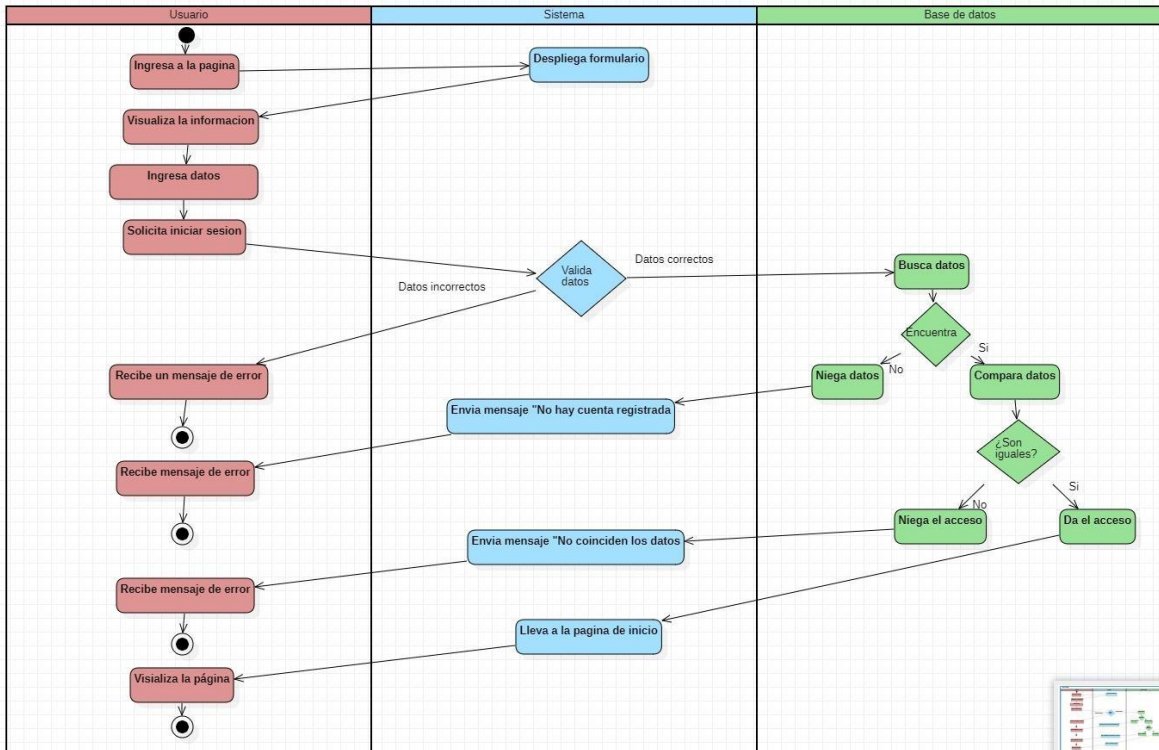 Usuario
Sistema
Base de datos
Ingresa a la pagina
Despliega formulario
Visualiza la informacion
Ingresa datos
Solicita iniciar sesion
Valida
datos
Datos correctos
Datos incorrectos
Busca datos
Encuentra
No
Si
Recibe un mensaje de error
Niega datos
Compara datos
Envia mensaje "No hay cuenta registrada
¿Son
iguales?
Recibe mensaje de error
No
Si
Niega el acceso
Da el acceso
Envia mensaje "No coinciden los datos
Recibe mensaje de error
Lleva a la pagina de inicio
Visializa la página